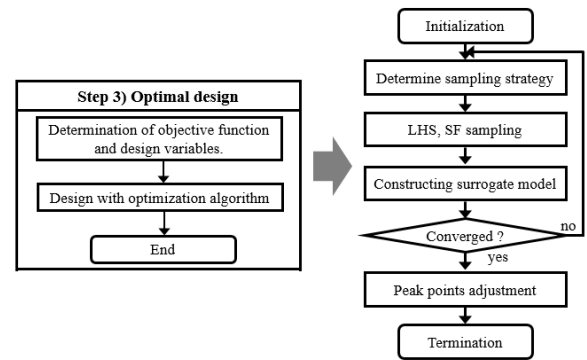 Step 3) Optimal design
Determination of objective function
and design variables.
Design with optimization algorithm
End
Initialization
Determine sampling strategy
LHS, SF sampling
Constructing surrogate model
Converged ?
no
yes
Peak points adjustment
Termination